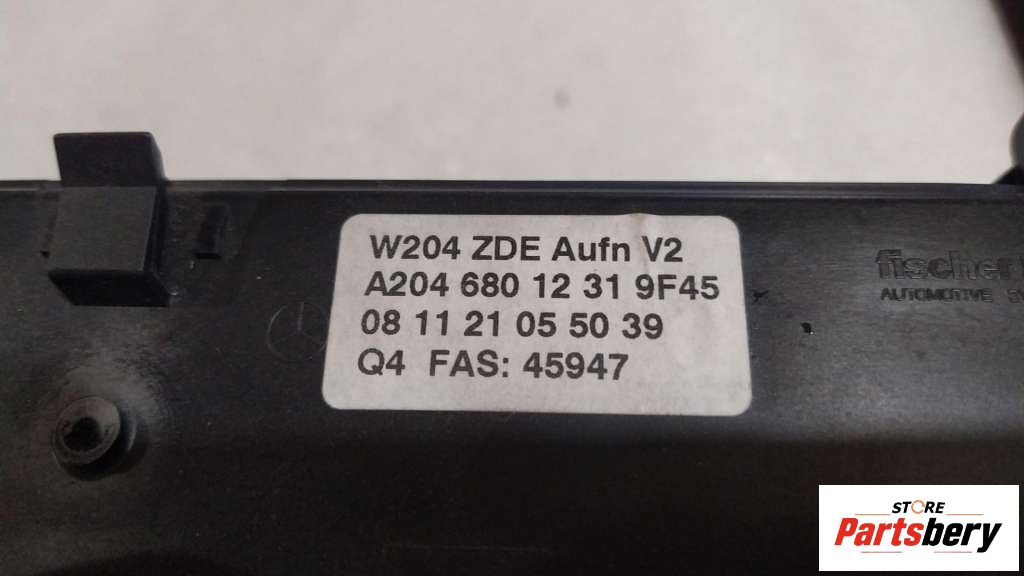 W204 ZDE Aufn V2
A204 680 12 31 9F45
08 11 21 05 50 39
Q4 FAS: 45947
fischer
AUTOMOTIVE
STORE
Partsbery